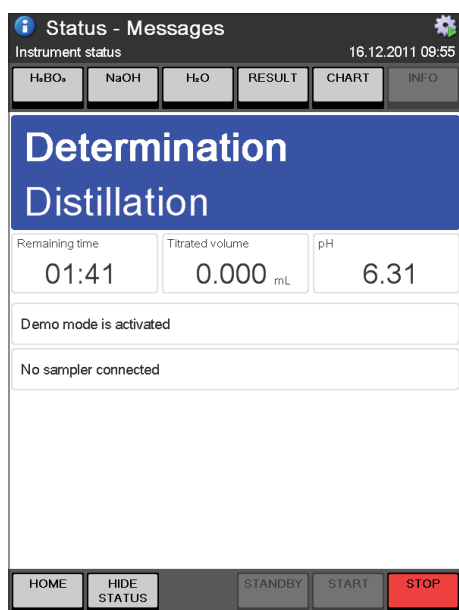 Status - Messages
Instrument status 16.12.2011 09:55
H₃BO₃ NaOH H₂O RESULT CHART INFO
Determination
Distillation
Remaining time Titrated volume pH
01:41 0.000 mL 6.31
Demo mode is activated
No sampler connected
HOME HIDE STATUS STANDBY START STOP